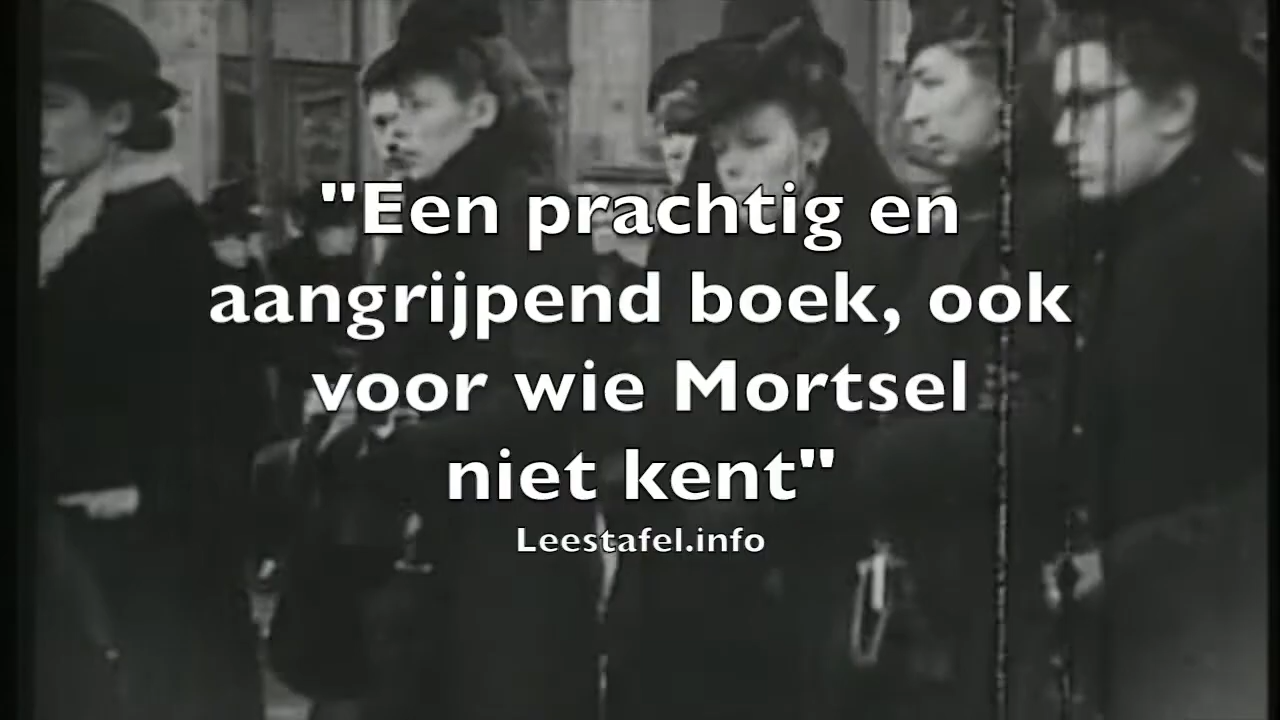 "Een prachtig en
aangrijpend boek, ook
voor wie Mortsel
niet kent"
Leestafel.info